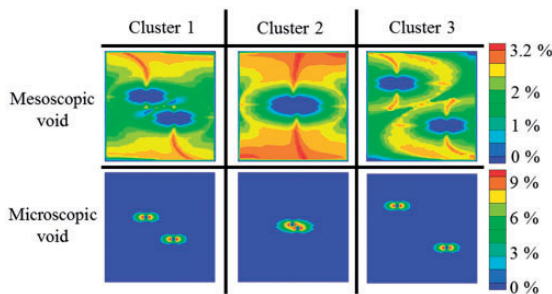 Cluster 1 Cluster 2 Cluster 3
Mesoscopic
void
3.2 %
2 %
1 %
0 %
Microscopic
void
9 %
6 %
3 %
0 %